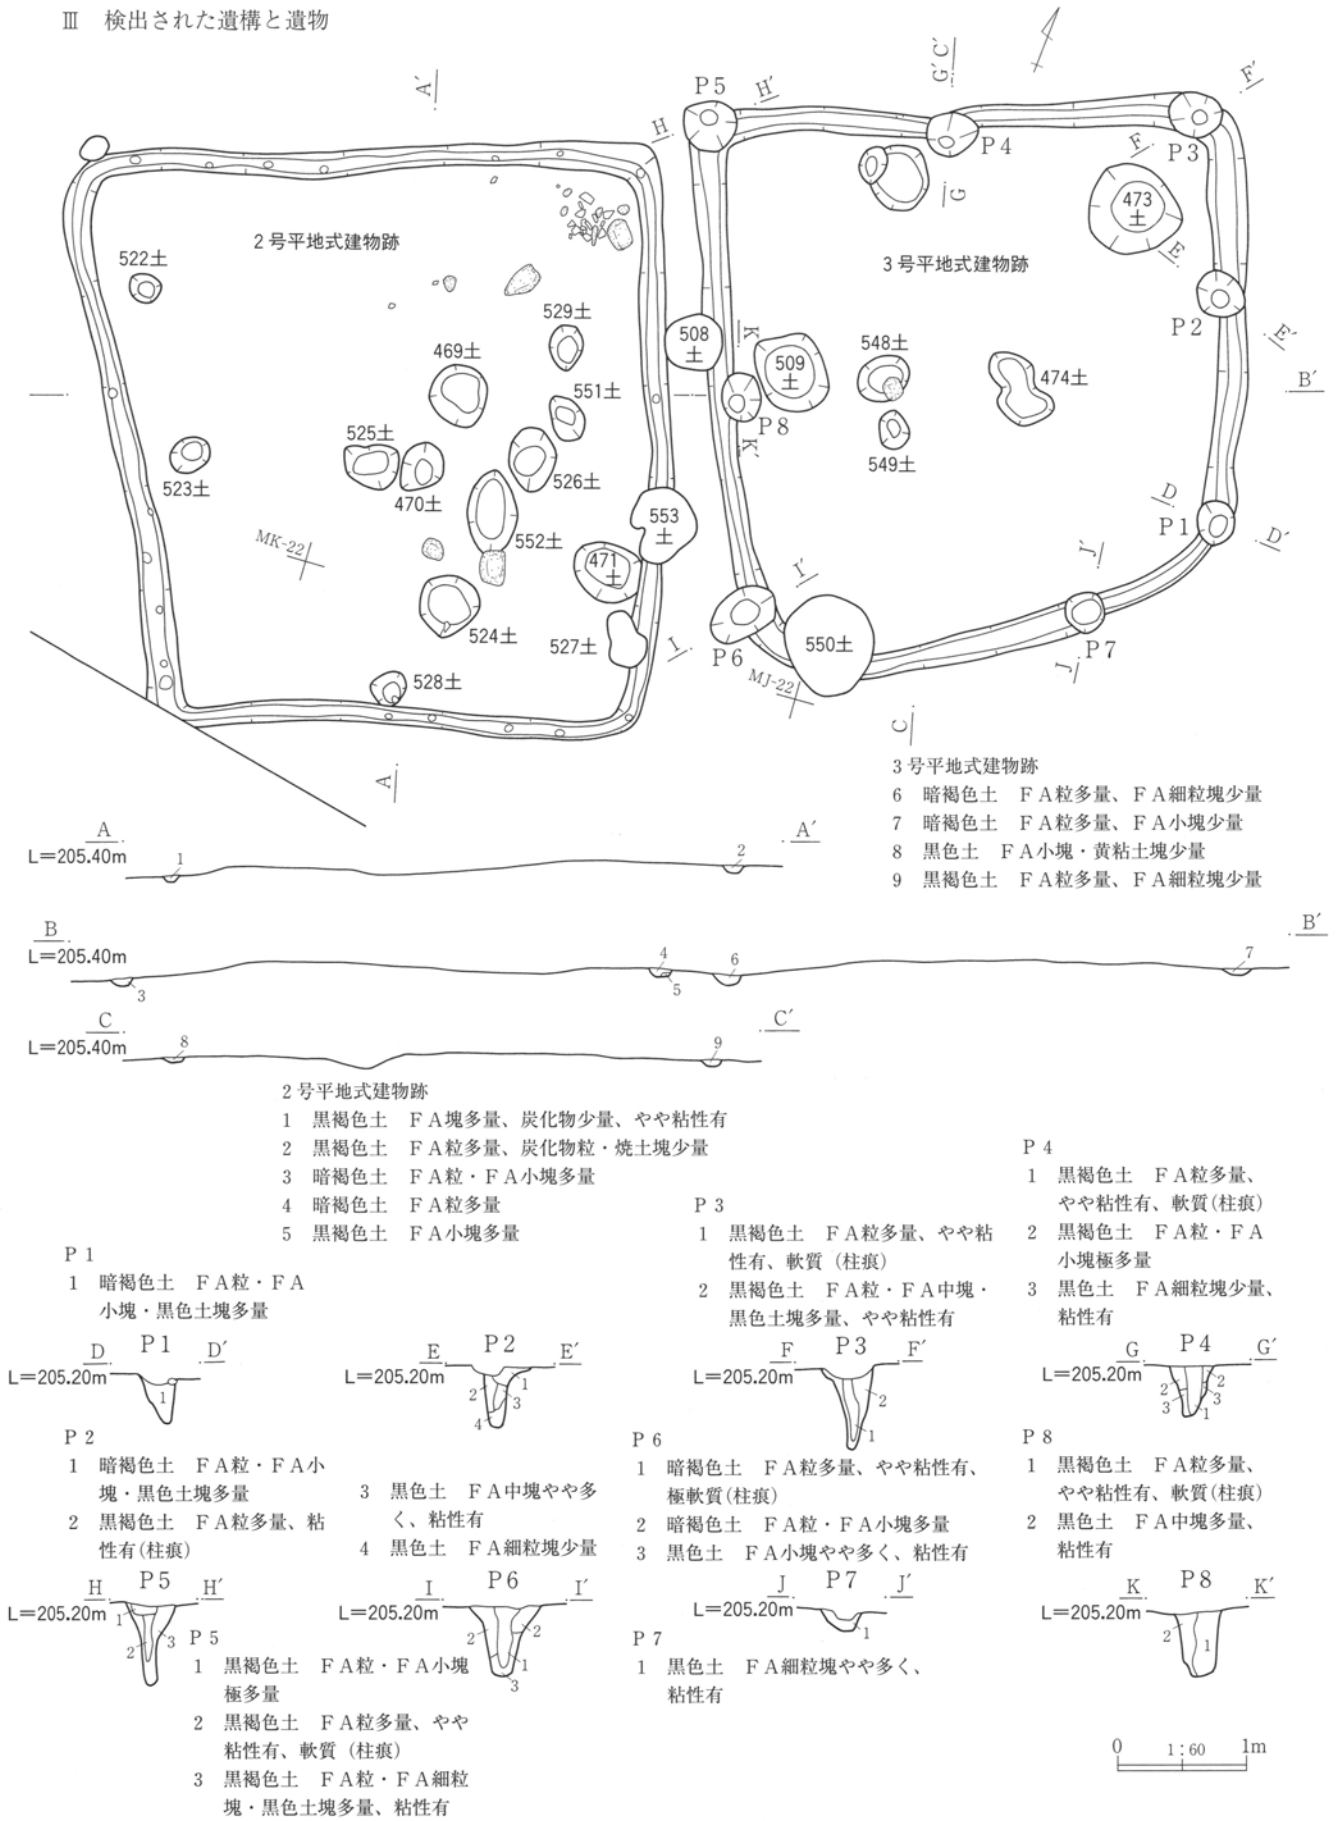 Ⅲ　検出された遺構と遺物
A′
G′ C′
H′
F′
P5
H
P4
F
P3
G
473
土
E
2号平地式建物跡
3号平地式建物跡
522土
529土
P2
E′
508
土
K
509
土
548土
469土
551土
474土
B′
P8
525土
K′
549土
523土
470土
526土
D
553
土
P1
D′
MK-22
552土
471
土
J′
I′
524土
527土
I
P6
550土
P7
J
MJ-22
528土
C
A
3号平地式建物跡
6　暗褐色土　ＦＡ粒多量、ＦＡ細粒塊少量
7　暗褐色土　ＦＡ粒多量、ＦＡ小塊少量
8　黒色土　ＦＡ小塊・黄粘土塊少量
9　黒褐色土　ＦＡ粒多量、ＦＡ細粒塊少量
A
A′
L=205.40m
1
2
B
B′
L=205.40m
3
4
5
6
7
C
C′
L=205.40m
8
9
2号平地式建物跡
1　黒褐色土　ＦＡ塊多量、炭化物少量、やや粘性有
2　黒褐色土　ＦＡ粒多量、炭化物粒・焼土塊少量
3　暗褐色土　ＦＡ粒・ＦＡ小塊多量
4　暗褐色土　ＦＡ粒多量
5　黒褐色土　ＦＡ小塊多量
P 1
1　暗褐色土　ＦＡ粒・ＦＡ
小塊・黒色土塊多量
P 3
1　黒褐色土　ＦＡ粒多量、やや粘
性有、軟質（柱痕）
2　黒褐色土　ＦＡ粒・ＦＡ中塊・
黒色土塊多量、やや粘性有
P 4
1　黒褐色土　ＦＡ粒多量、
やや粘性有、軟質(柱痕)
2　黒褐色土　ＦＡ粒・ＦＡ
小塊極多量
3　黒色土　ＦＡ細粒塊少量、
粘性有
D
P1
D′
L=205.20m
1
E
P2
E′
L=205.20m
1
2
3
4
F
P3
F′
L=205.20m
2
1
G
P4
G′
L=205.20m
2
2
3
3
1
P 2
1　暗褐色土　ＦＡ粒・ＦＡ小
塊・黒色土塊多量
2　黒褐色土　ＦＡ粒多量、粘
性有(柱痕)
3　黒色土　ＦＡ中塊やや多
く、粘性有
4　黒色土　ＦＡ細粒塊少量
P 6
1　暗褐色土　ＦＡ粒多量、やや粘性有、
極軟質(柱痕)
2　暗褐色土　ＦＡ粒・ＦＡ小塊多量
3　黒色土　ＦＡ小塊やや多く、粘性有
P 8
1　黒褐色土　ＦＡ粒多量、
やや粘性有、軟質(柱痕)
2　黒色土　ＦＡ中塊多量、
粘性有
H
P5
H′
L=205.20m
1
2
3
I
P6
I′
L=205.20m
2
2
1
3
J
P7
J′
L=205.20m
1
K
P8
K′
L=205.20m
2
1
P 5
1　黒褐色土　ＦＡ粒・ＦＡ小塊
極多量
2　黒褐色土　ＦＡ粒多量、やや
粘性有、軟質（柱痕）
3　黒褐色土　ＦＡ粒・ＦＡ細粒
塊・黒色土塊多量、粘性有
P 7
1　黒色土　ＦＡ細粒塊やや多く、
粘性有
0
1:60
1m